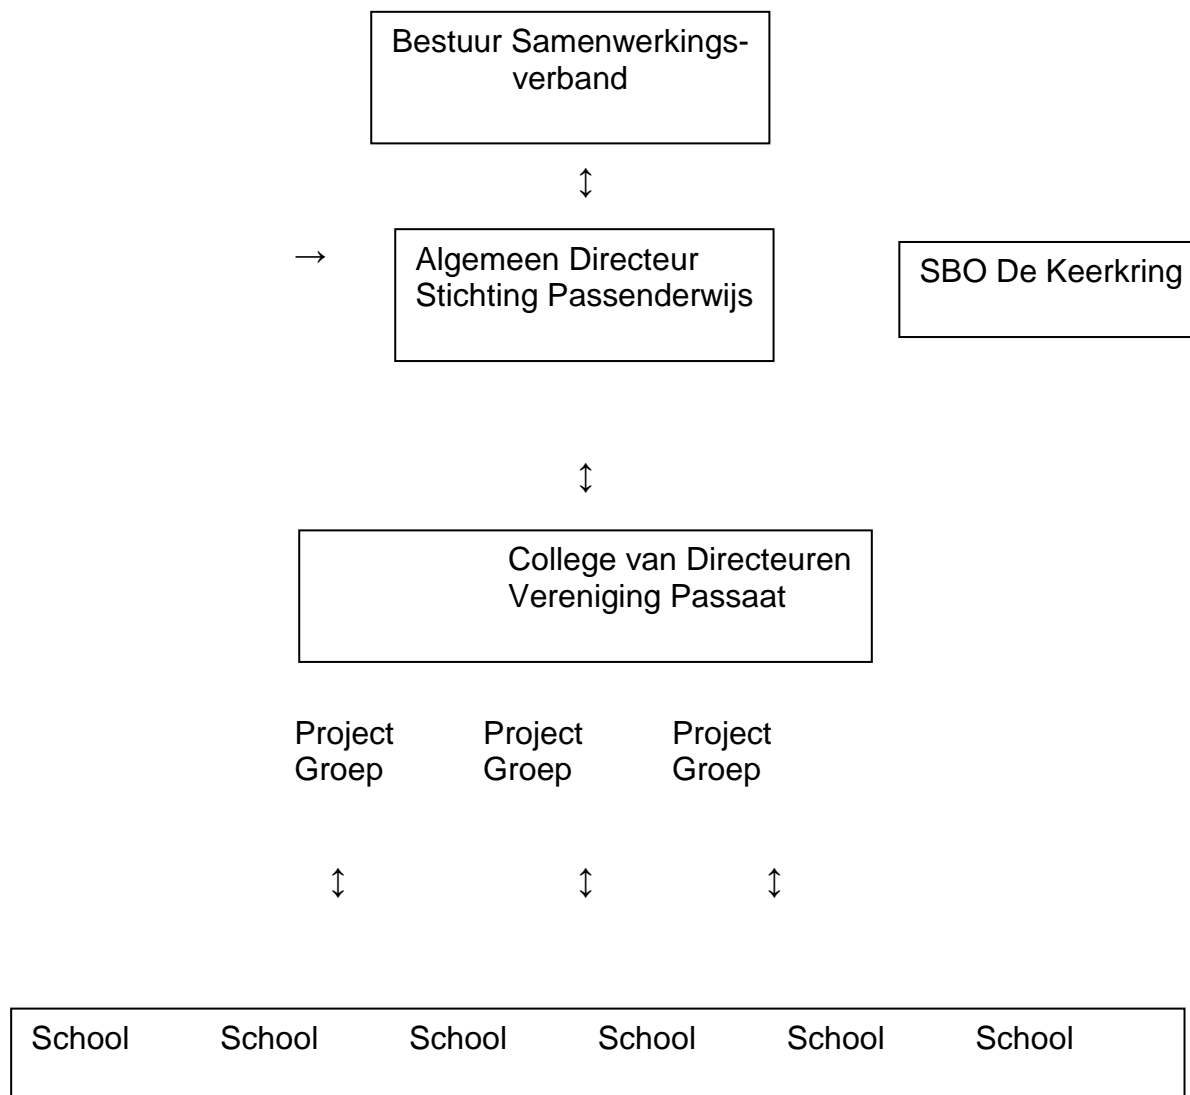 Bestuur Samenwerkings-
verband
↕
→
Algemeen Directeur
Stichting Passenderwijs
SBO De Keerkring
↕
College van Directeuren
Vereniging Passaat
Project Project Project
Groep Groep Groep
↕ ↕ ↕
School School School School School School